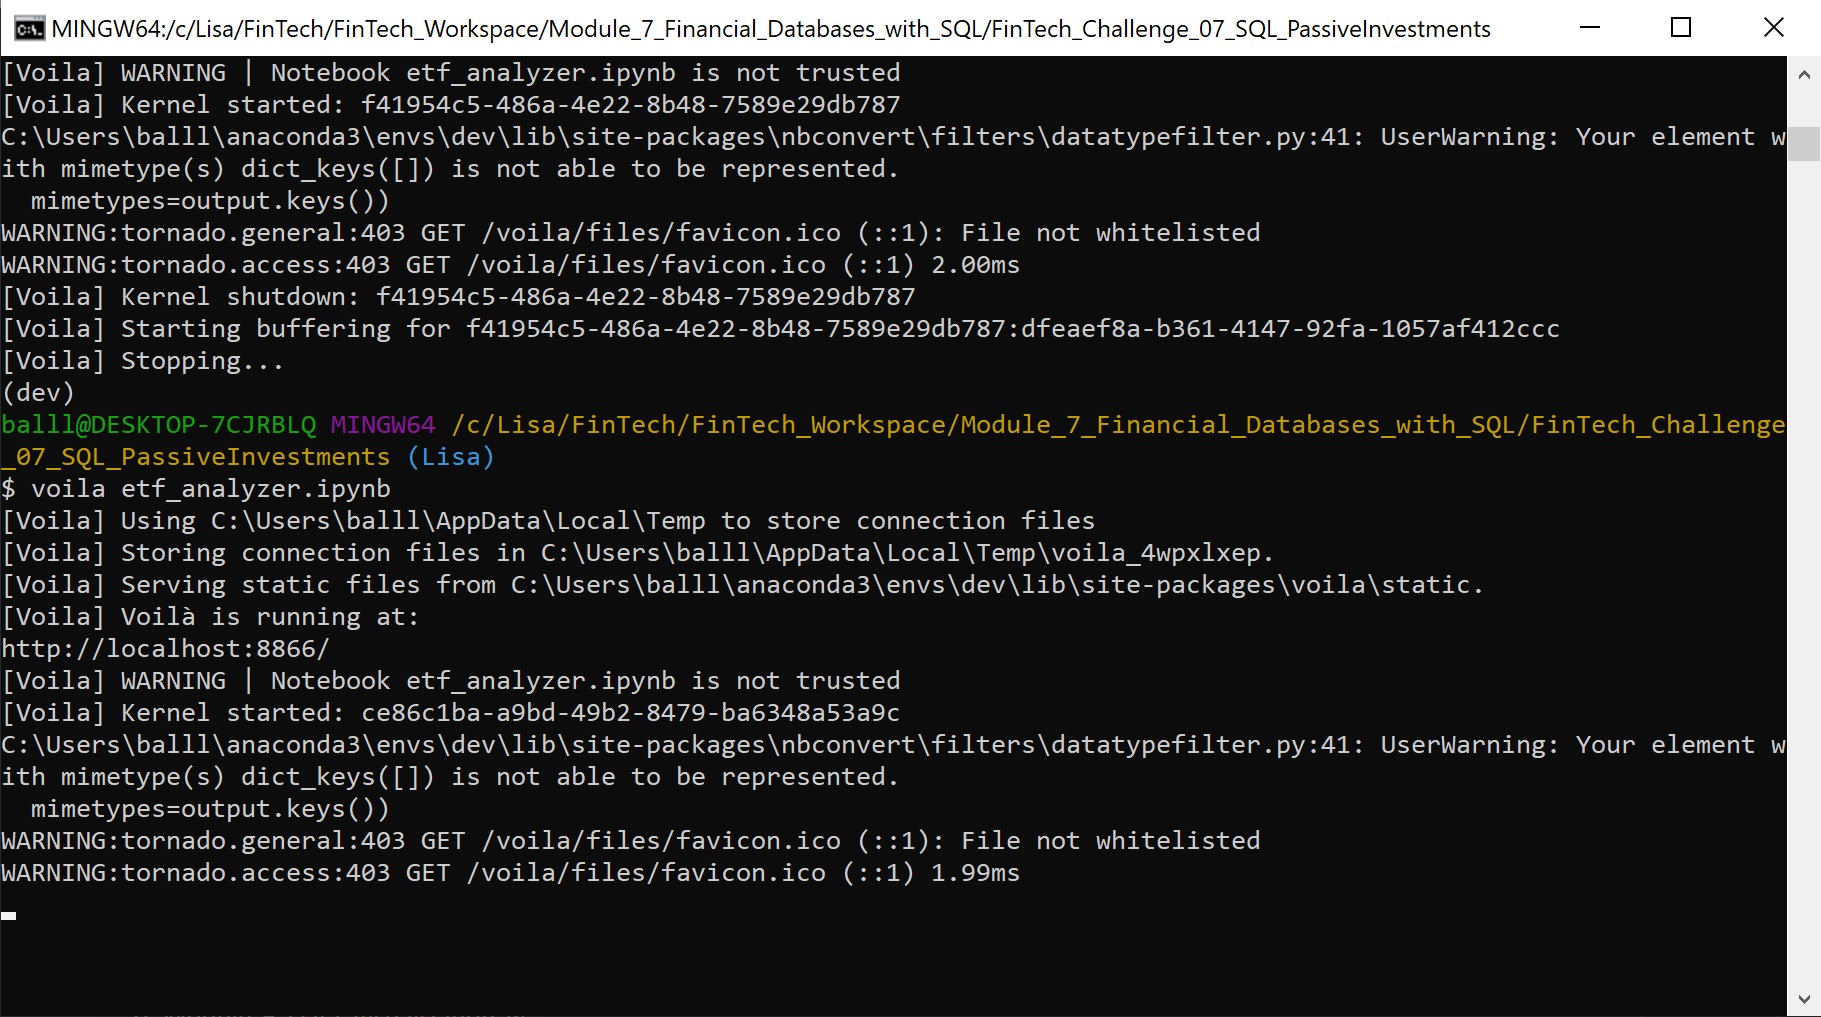 MINGW64:/c/Lisa/FinTech/FinTech_Workspace/Module_7_Financial_Databases_with_SQL/FinTech_Challenge_07_SQL_PassiveInvestments
[Voila] WARNING | Notebook etf_analyzer.ipynb is not trusted
[Voila] Kernel started: f41954c5-486a-4e22-8b48-7589e29db787
C:\Users\balll\anaconda3\envs\dev\lib\site-packages\nbconvert\filters\datatypefilter.py:41: UserWarning: Your element w
ith mimetype(s) dict_keys([]) is not able to be represented.
  mimetypes=output.keys())
WARNING:tornado.general:403 GET /voila/files/favicon.ico (::1): File not whitelisted
WARNING:tornado.access:403 GET /voila/files/favicon.ico (::1) 2.00ms
[Voila] Kernel shutdown: f41954c5-486a-4e22-8b48-7589e29db787
[Voila] Starting buffering for f41954c5-486a-4e22-8b48-7589e29db787:dfeaef8a-b361-4147-92fa-1057af412ccc
[Voila] Stopping...
(dev)
balll@DESKTOP-7CJRBLQ MINGW64 /c/Lisa/FinTech/FinTech_Workspace/Module_7_Financial_Databases_with_SQL/FinTech_Challenge
_07_SQL_PassiveInvestments (Lisa)
$ voila etf_analyzer.ipynb
[Voila] Using C:\Users\balll\AppData\Local\Temp to store connection files
[Voila] Storing connection files in C:\Users\balll\AppData\Local\Temp\voila_4wpxlxep.
[Voila] Serving static files from C:\Users\balll\anaconda3\envs\dev\lib\site-packages\voila\static.
[Voila] Voilà is running at:
http://localhost:8866/
[Voila] WARNING | Notebook etf_analyzer.ipynb is not trusted
[Voila] Kernel started: ce86c1ba-a9bd-49b2-8479-ba6348a53a9c
C:\Users\balll\anaconda3\envs\dev\lib\site-packages\nbconvert\filters\datatypefilter.py:41: UserWarning: Your element w
ith mimetype(s) dict_keys([]) is not able to be represented.
  mimetypes=output.keys())
WARNING:tornado.general:403 GET /voila/files/favicon.ico (::1): File not whitelisted
WARNING:tornado.access:403 GET /voila/files/favicon.ico (::1) 1.99ms